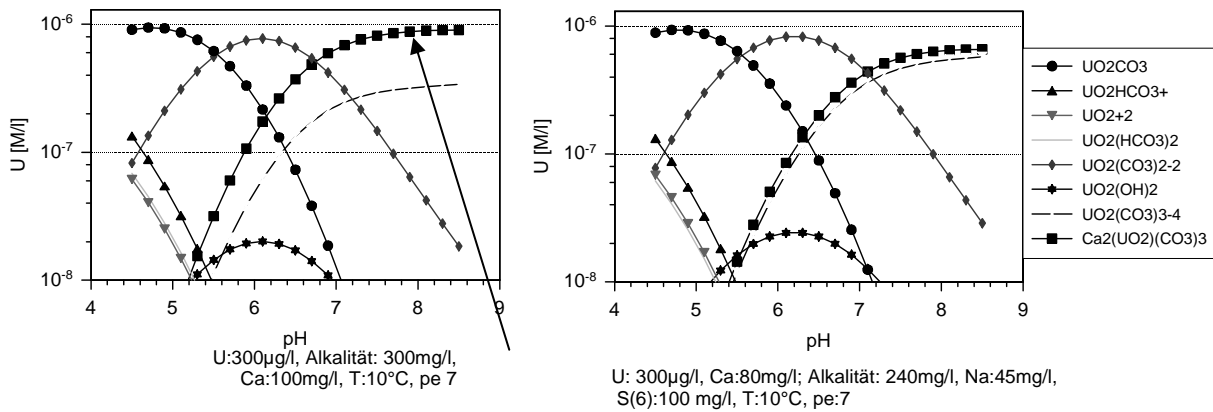 10-6
10-7
10-8
U [M/l]
4 5 6 7 8 9
pH
U:300µg/l, Alkalität: 300mg/l,
Ca:100mg/l, T:10°C, pe 7
10-6
10-7
10-8
U [M/l]
4 5 6 7 8 9
pH
U: 300µg/l, Ca:80mg/l; Alkalität: 240mg/l, Na:45mg/l,
S(6):100 mg/l, T:10°C, pe:7
UO2CO3
UO2HCO3+
UO2+2
UO2(HCO3)2
UO2(CO3)2-2
UO2(OH)2
UO2(CO3)3-4
Ca2(UO2)(CO3)3